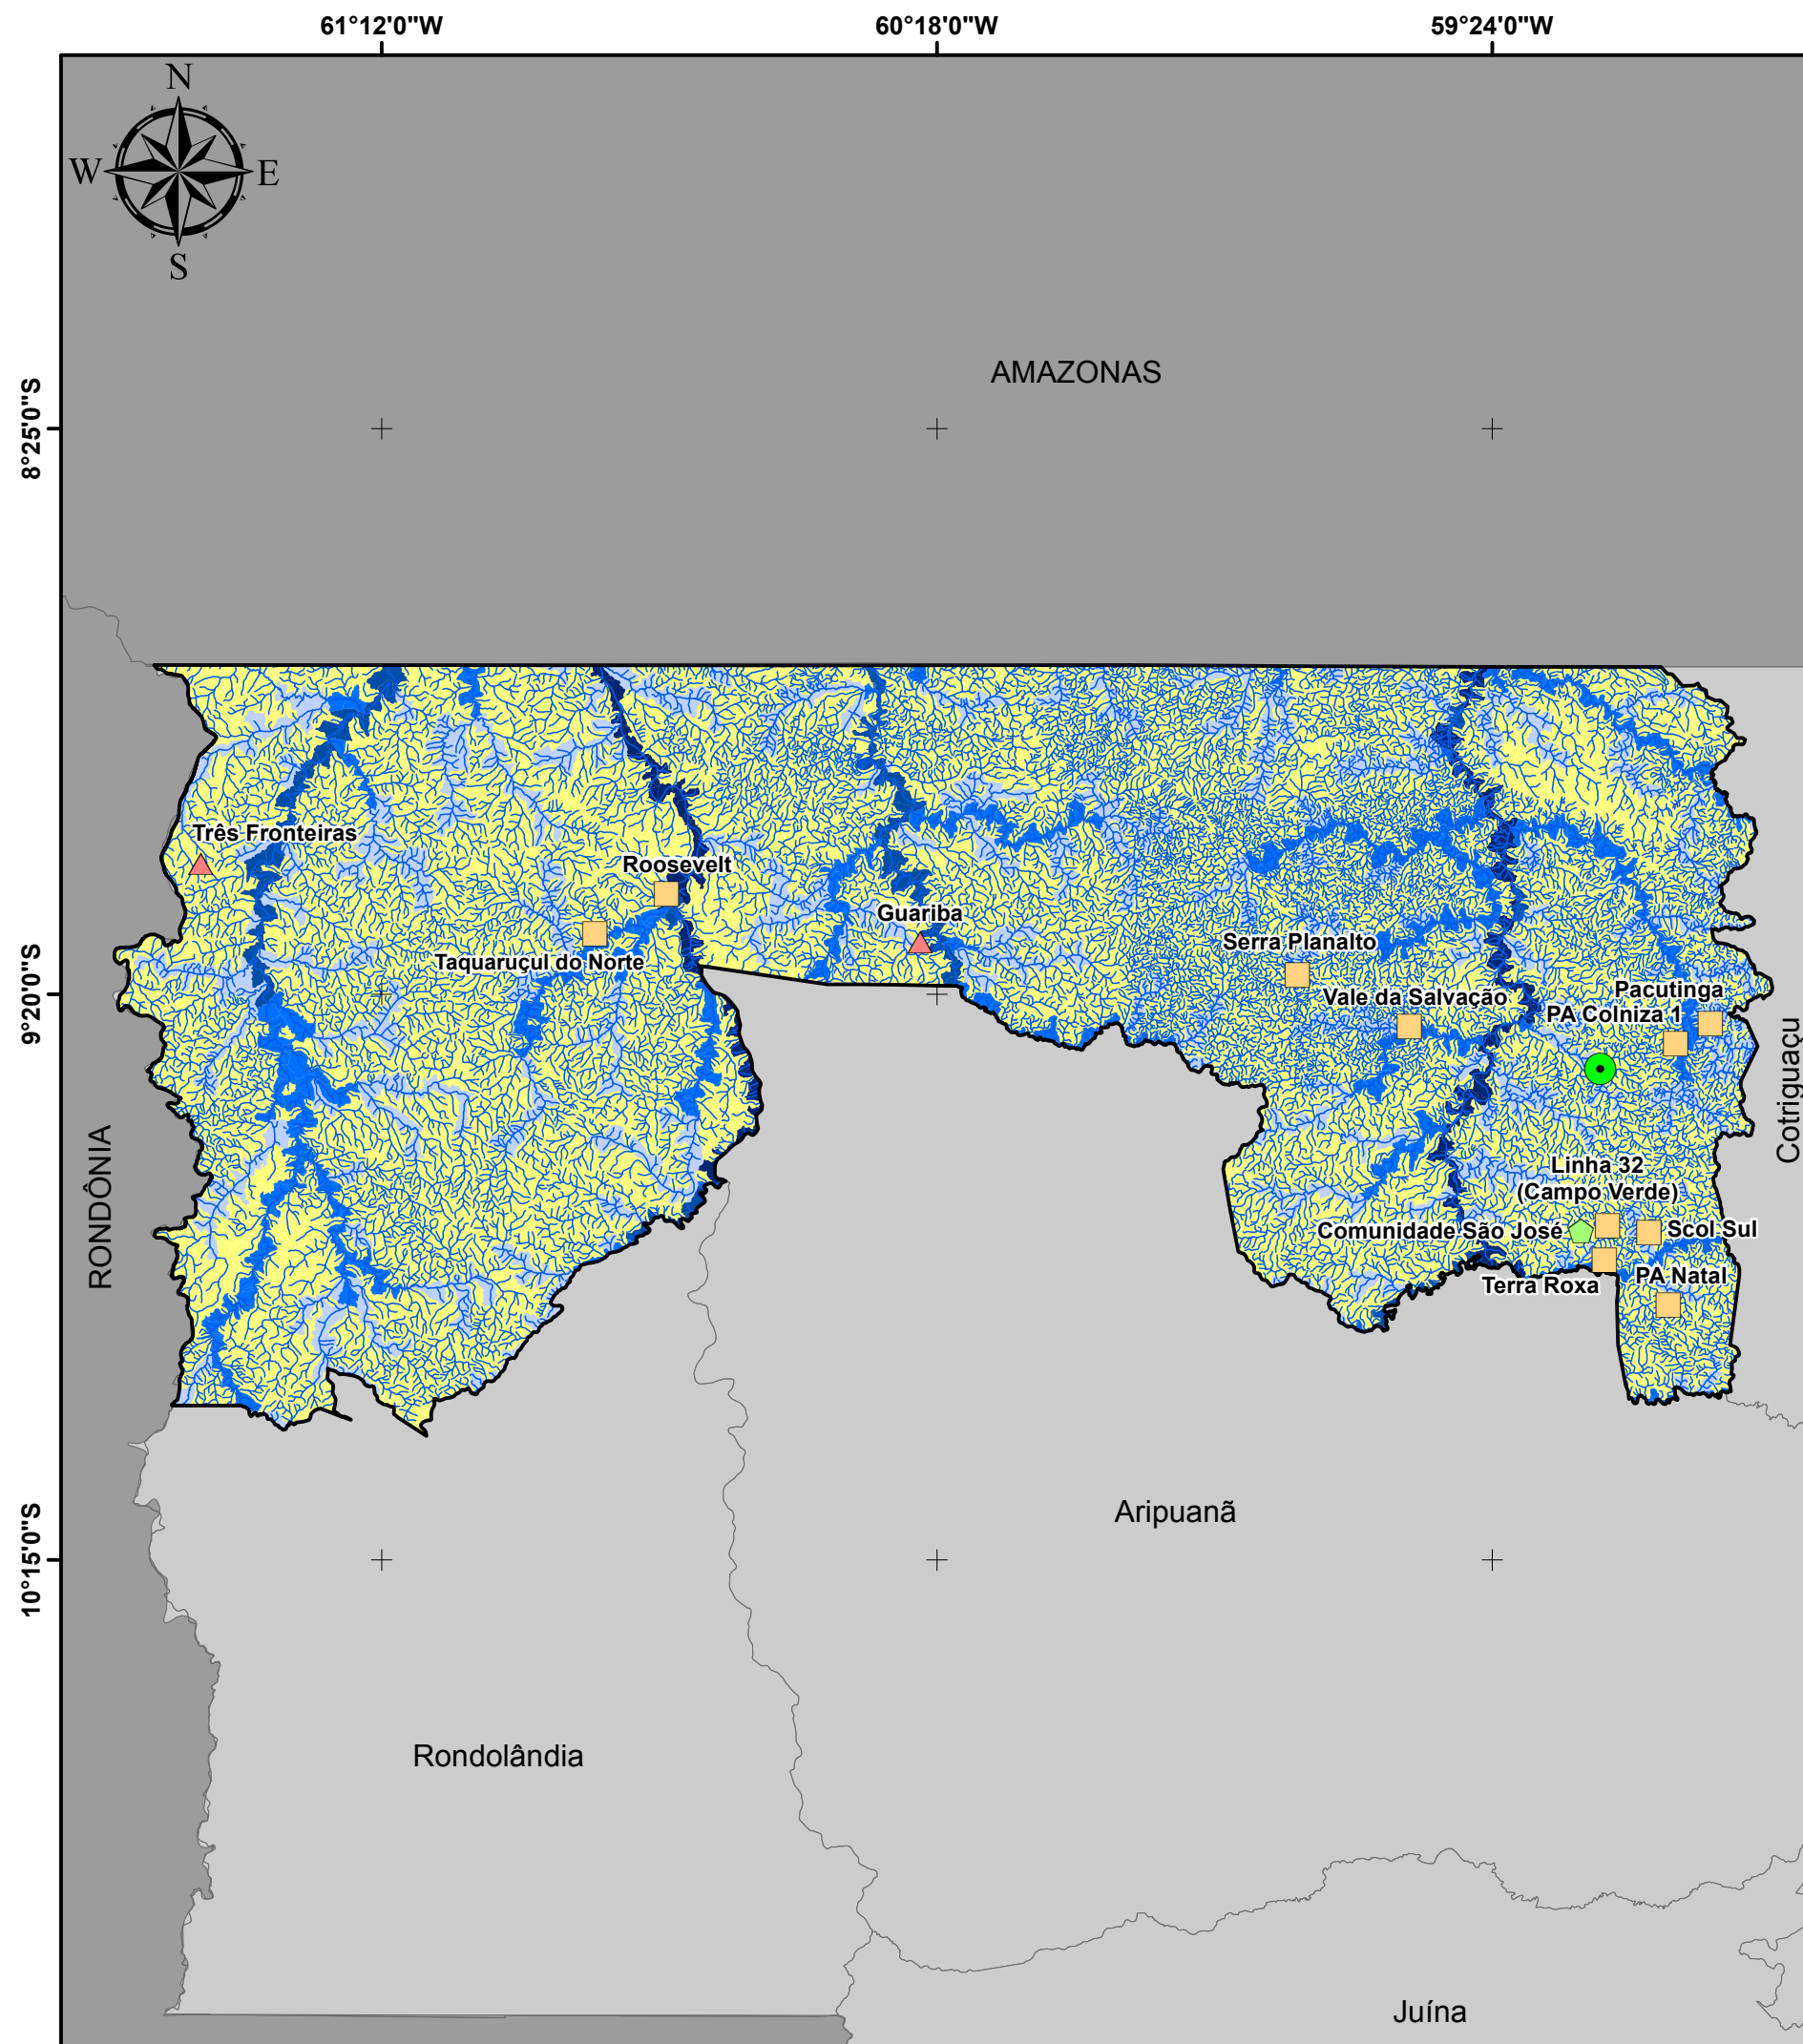 61°12'0"W
60°18'0"W
59°24'0"W
N
W
E
S
AMAZONAS
8°25'0"S
Três Fronteiras
Roosevelt
Guariba
Taquaruçuí do Norte
Serra Planalto
Vale da Salvação
Pacutinga
PA Colniza 1
9°20'0"S
Cotriguaçu
RONDÔNIA
Linha 32
(Campo Verde)
Comunidade São José
Scol Sul
Terra Roxa
PA Natal
10°15'0"S
Aripuanã
Rondolândia
Juína